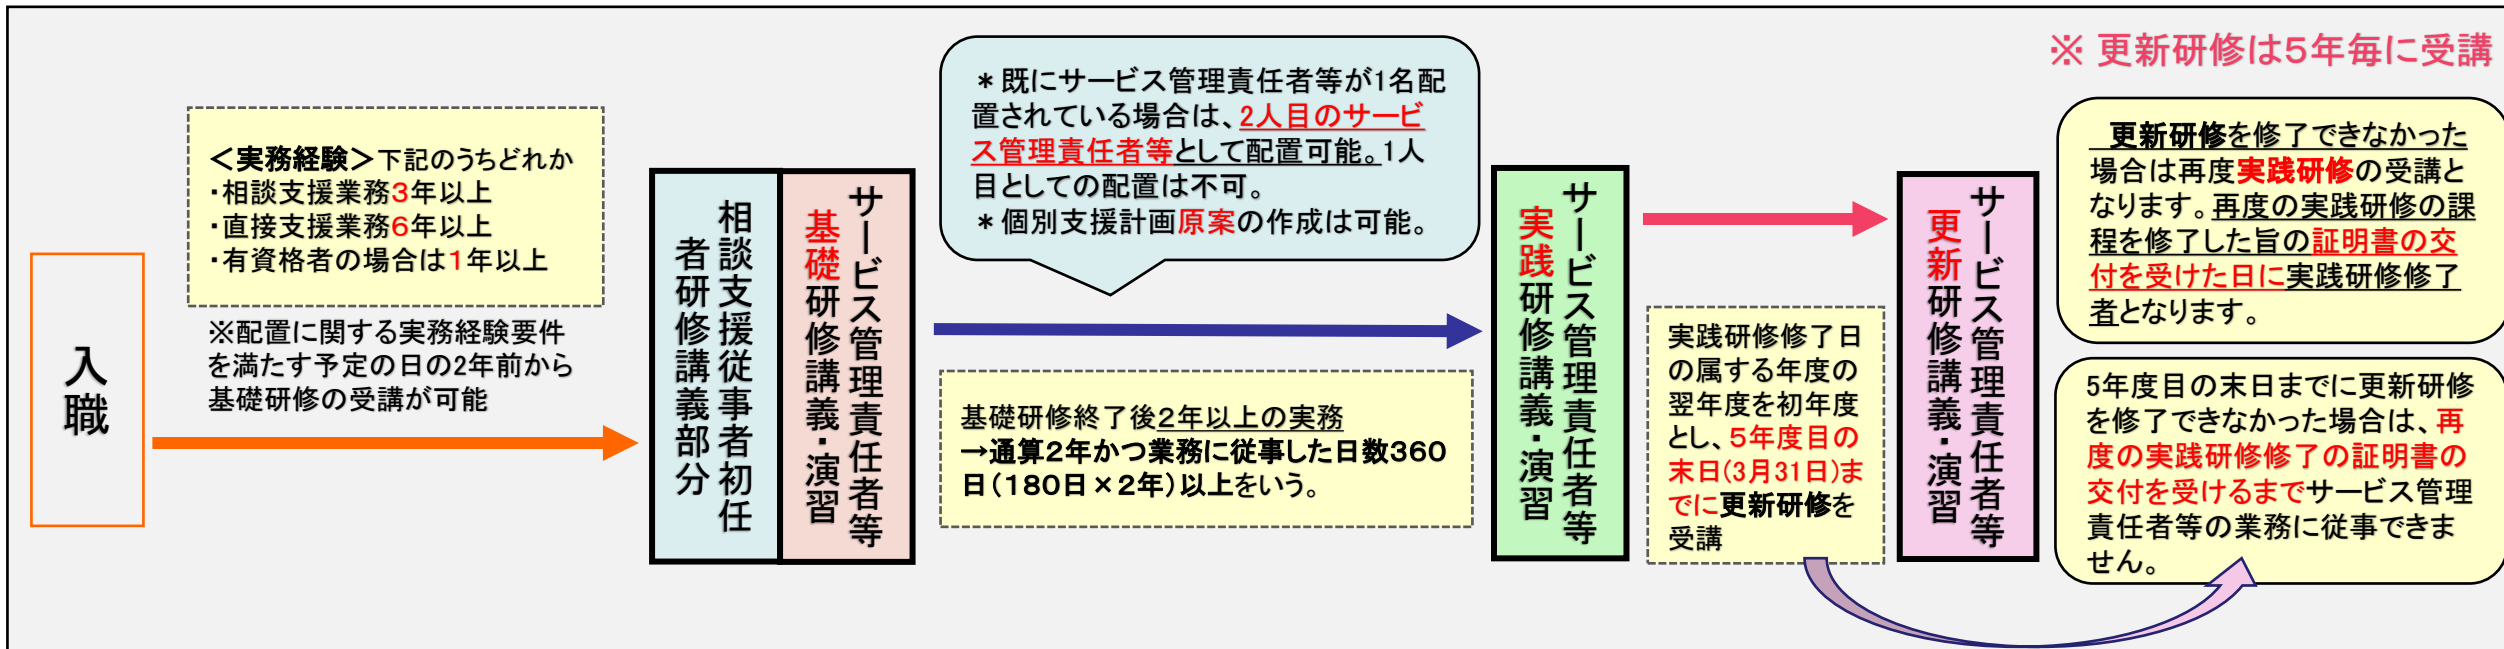 入職
＜実務経験＞下記のうちどれか
・相談支援業務3年以上
・直接支援業務6年以上
・有資格者の場合は1年以上
※配置に関する実務経験要件
を満たす予定の日の2年前から
基礎研修の受講が可能
相談支援従事者初任
者研修講義部分
サービス管理責任者等
基礎研修講義・演習
＊既にサービス管理責任者等が1名配
置されている場合は、2人目のサービ
ス管理責任者等として配置可能。1人
目としての配置は不可。
＊個別支援計画原案の作成は可能。
基礎研修終了後２年以上の実務
→通算２年かつ業務に従事した日数３６０
日（１８０日×２年）以上をいう。
サービス管理責任者等
実践研修講義・演習
実践研修修了日
の属する年度の
翌年度を初年度
とし、５年度目の
末日(3月31日)ま
でに更新研修を
受講
サービス管理責任者等
更新研修講義・演習
※ 更新研修は５年毎に受講
更新研修を修了できなかった
場合は再度実践研修の受講と
なります。再度の実践研修の課
程を修了した旨の証明書の交
付を受けた日に実践研修修了
者となります。
5年度目の末日までに更新研修
を修了できなかった場合は、再
度の実践研修修了の証明書の
交付を受けるまでサービス管理
責任者等の業務に従事できま
せん。